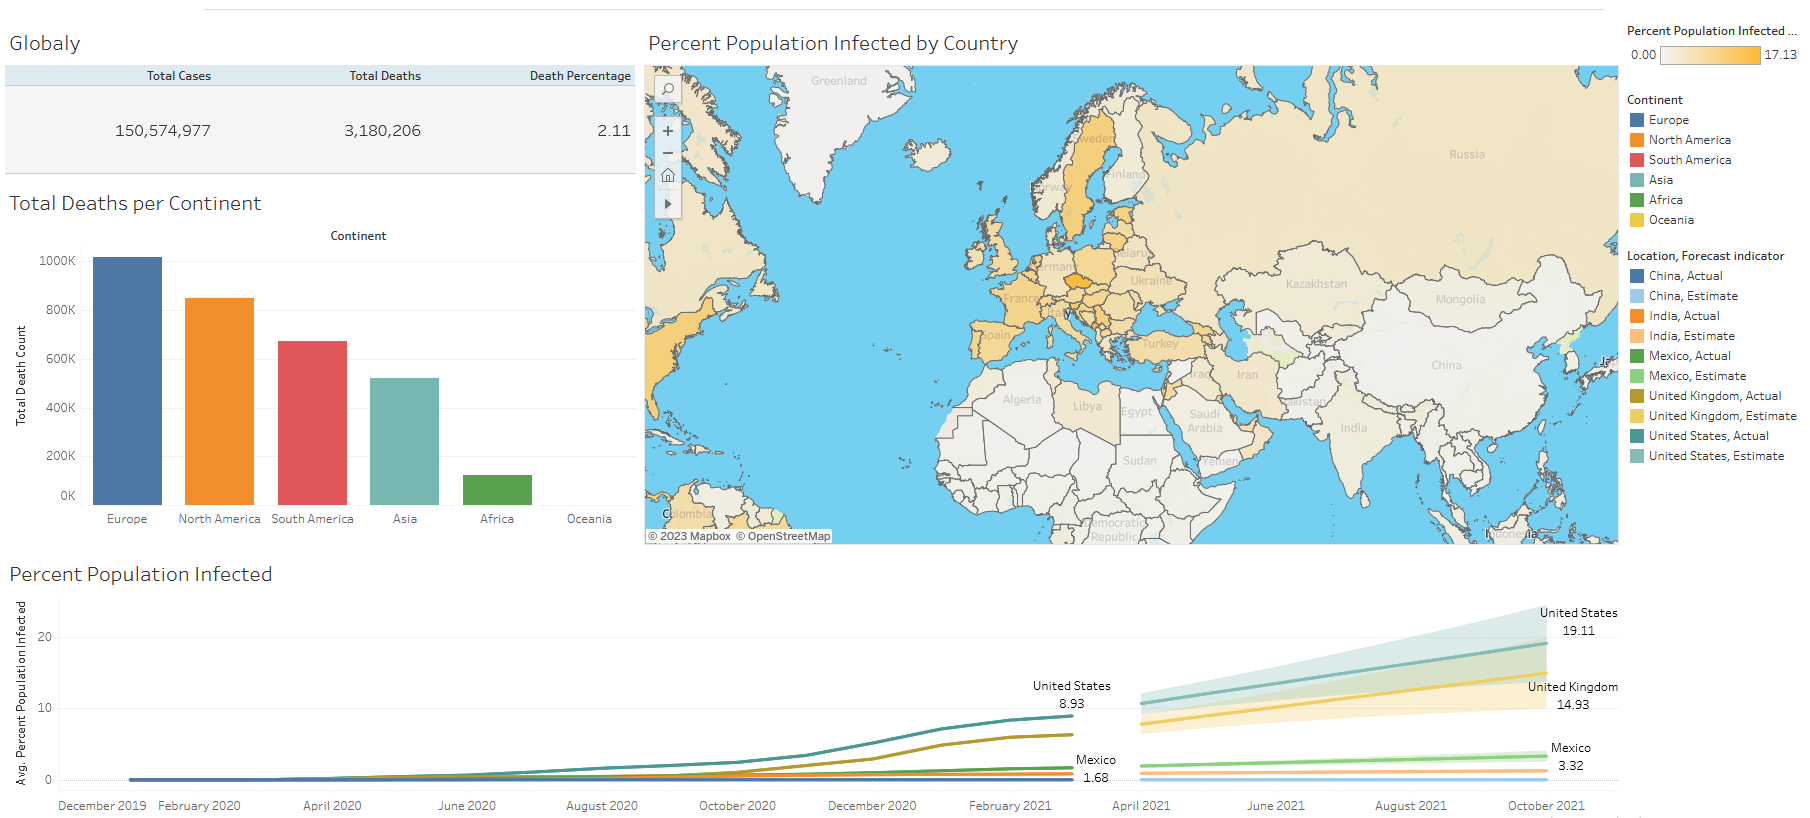 Globaly
Total Cases Total Deaths Death Percentage
150,574,977 3,180,206 2.11
Total Deaths per Continent
Continent
Total Death Count
1000K
800K
600K
400K
200K
0K
Europe North America South America Asia Africa Oceania
Percent Population Infected by Country
Greenland
Sweden
Norway
Finland
Russia
Belaru
ermany
Ukraine
France
Ital
Spain
Turkey
Kazakhstan
Mongolia
China
Iraq
Iran
Algeria
Libya
Egypt
Saudi
Arabia
kistan
India
Sudan
Yemen
Colombia
Democratic
Republic
Indonesia
Ja
© 2023 Mapbox © OpenStreetMap
Percent Population Infected ...
0.00 17.13
Continent
Europe
North America
South America
Asia
Africa
Oceania
Location, Forecast indicator
China, Actual
China, Estimate
India, Actual
India, Estimate
Mexico, Actual
Mexico, Estimate
United Kingdom, Actual
United Kingdom, Estimate
United States, Actual
United States, Estimate
Percent Population Infected
Avg. Percent Population Infected
20
10
0
United States
8.93
Mexico
1.68
United States
19.11
United Kingdom
14.93
Mexico
3.32
December 2019 February 2020 April 2020 June 2020 August 2020 October 2020 December 2020 February 2021 April 2021 June 2021 August 2021 October 2021